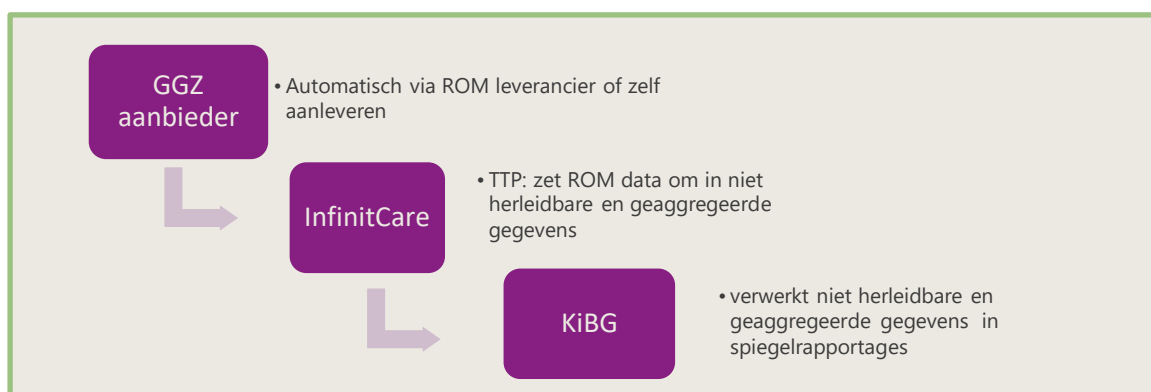 GGZ
aanbieder
• Automatisch via ROM leverancier of zelf
aanleveren
InfinitCare
• TTP: zet ROM data om in niet
herleidbare en geaggregeerde
gegevens
KiBG
• verwerkt niet herleidbare en
geaggregeerde gegevens in
spiegelrapportages